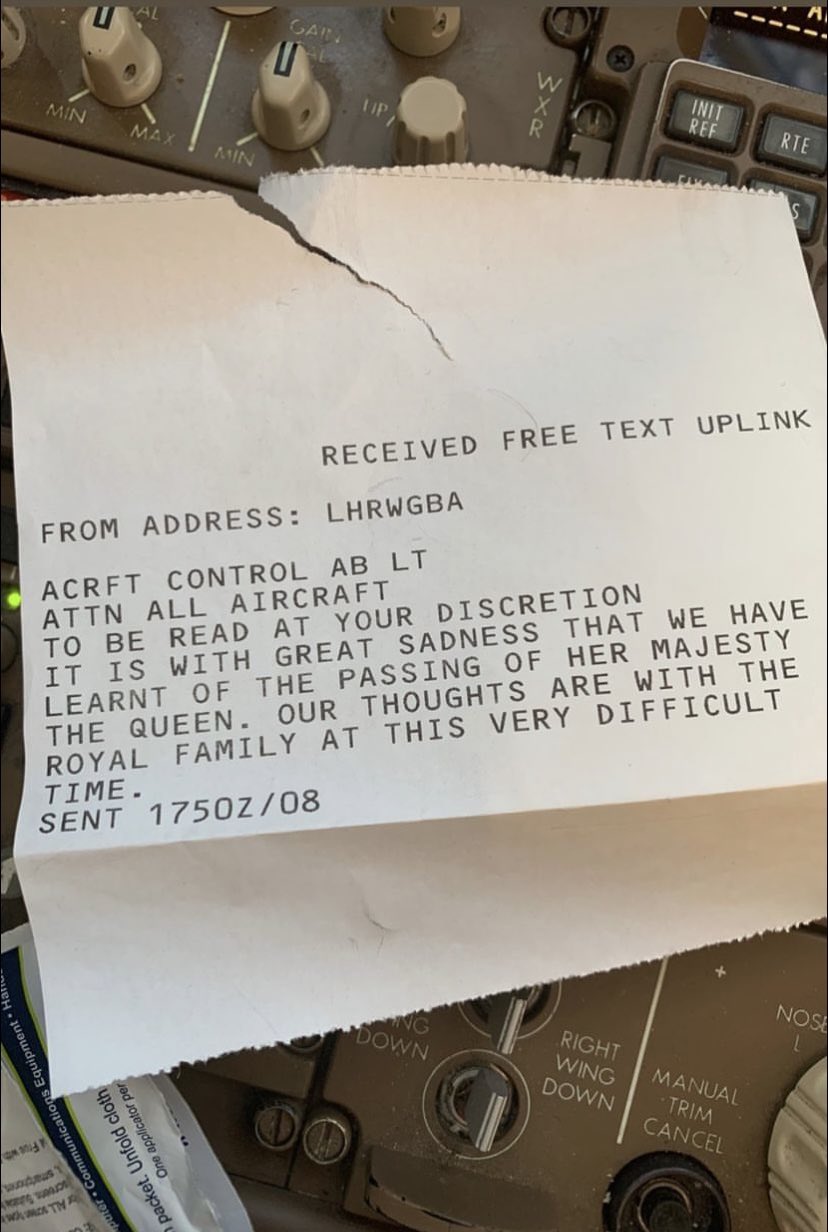 GAIN
MIN
MAX
MIN
UP
WXR
INIT
REF
RTE
RECEIVED FREE TEXT UPLINK
FROM ADDRESS: LHRWGBA
ACRFT CONTROL AB LT
ATTN ALL AIRCRAFT
TO BE READ AT YOUR DISCRETION
IT IS WITH GREAT SADNESS THAT WE HAVE
LEARNT OF THE PASSING OF HER MAJESTY
THE QUEEN. OUR THOUGHTS ARE WITH THE
ROYAL FAMILY AT THIS VERY DIFFICULT
TIME.
SENT 1750Z/08
DOWN
RIGHT
WING
DOWN
MANUAL
TRIM
CANCEL
NOSE
L
Communications Equipment
packet. Unfold cloth
One applicator per